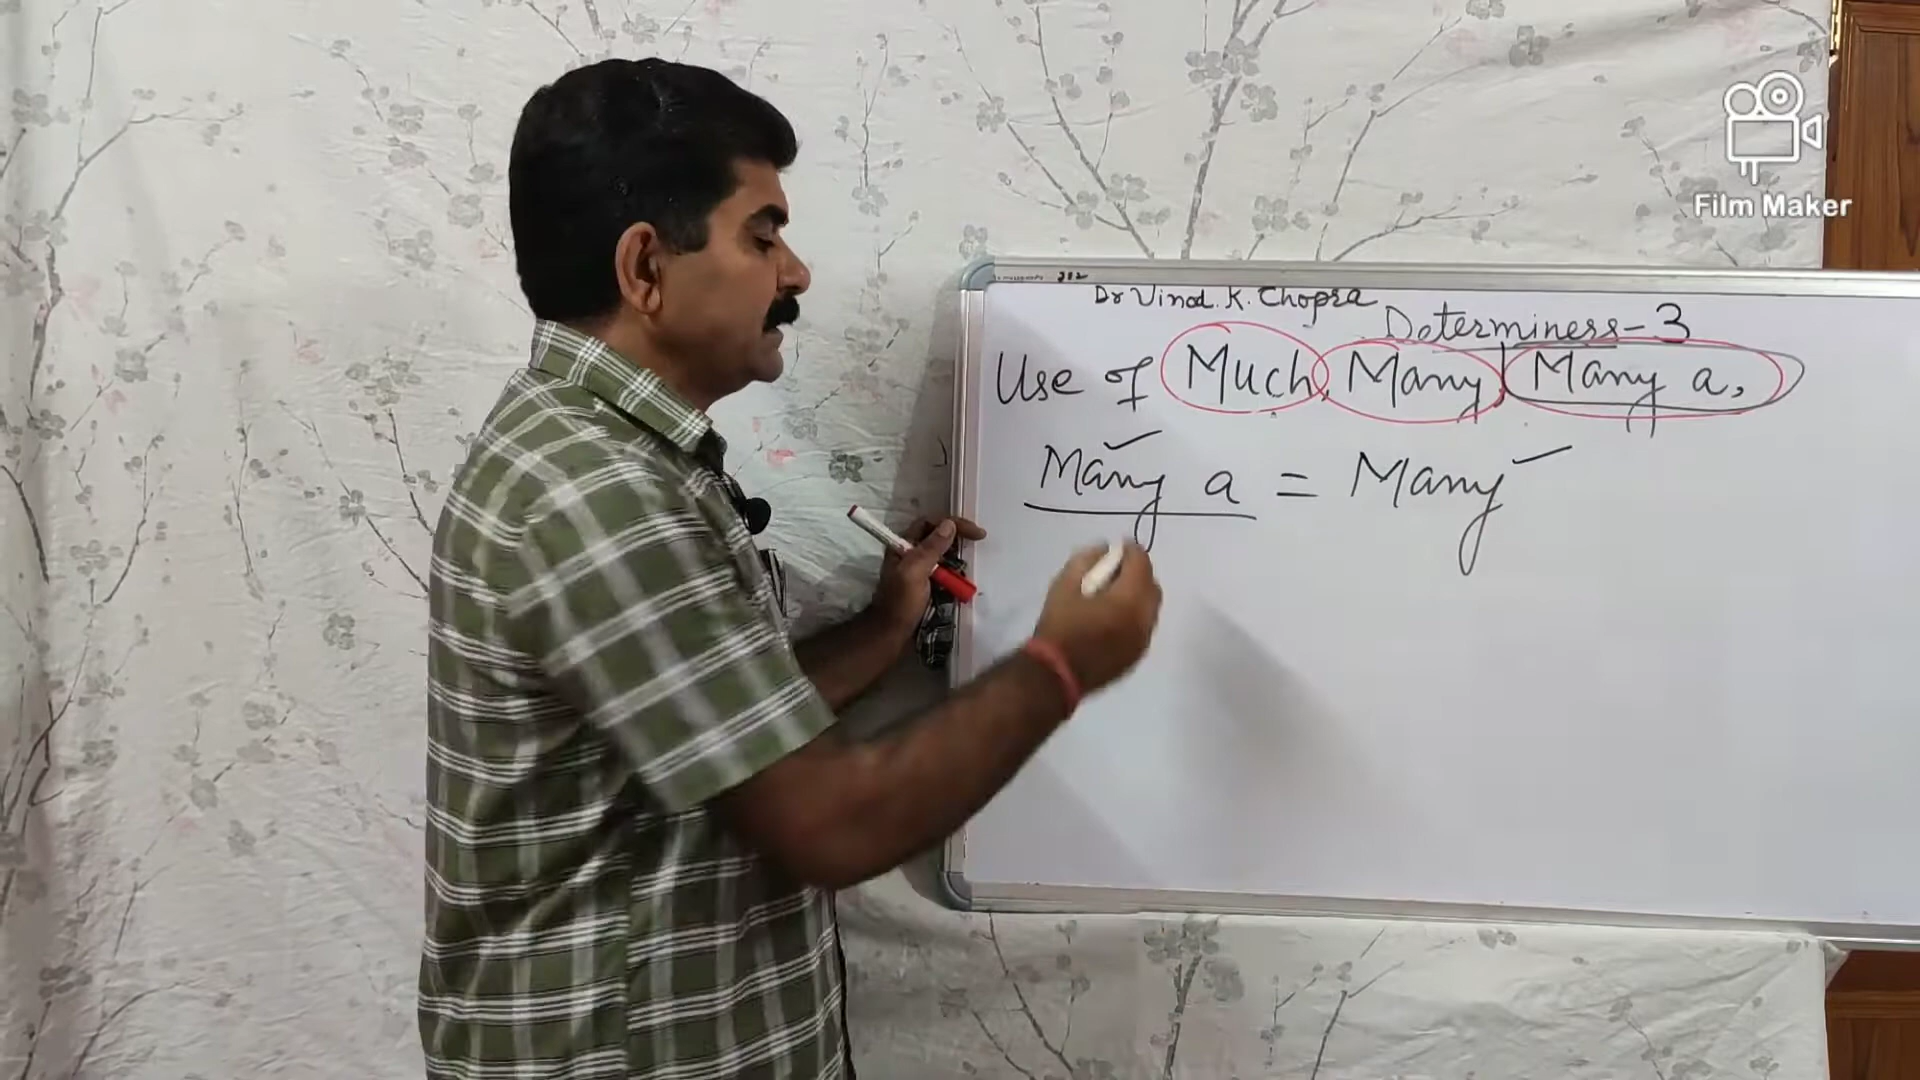 Film Maker
Dr Vinod. K. Chopra
Determiners-3
Use of Much, Many, Many a,
Many a = Many